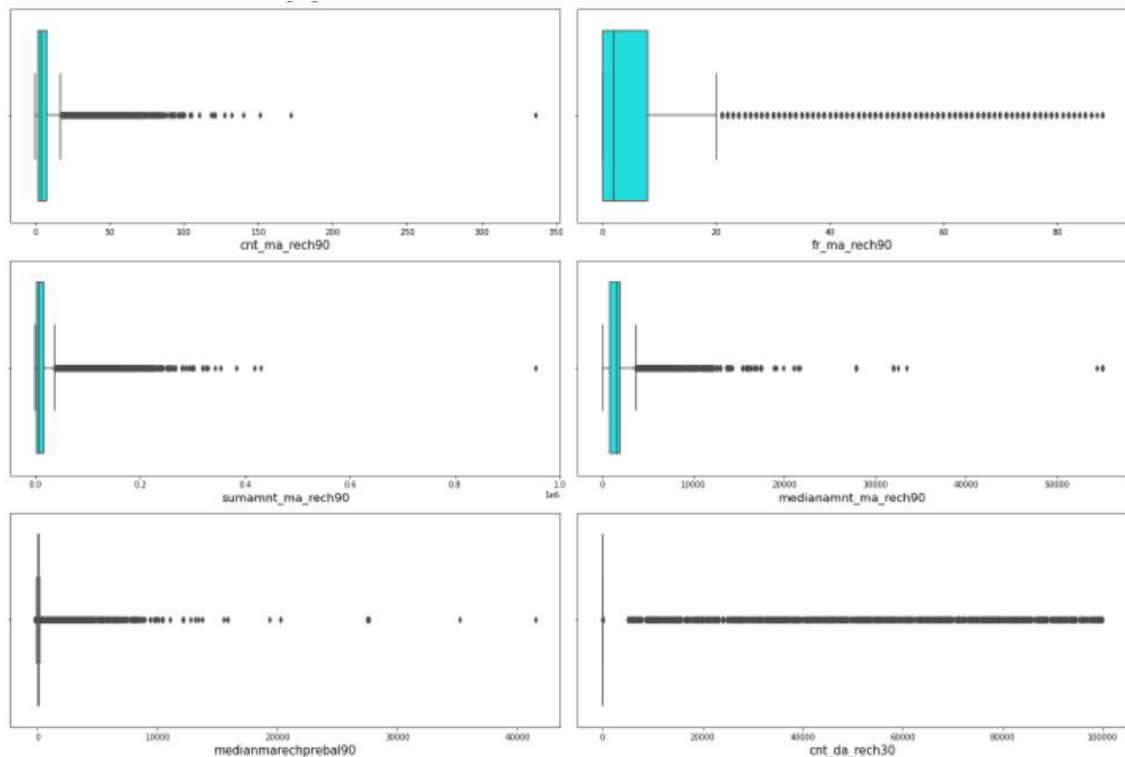 0 50 100 150 200 250 300 350
cnt_ma_rech90
0 20 40 60 80
fr_ma_rech90
0.0 0.2 0.4 0.6 0.8 1.0
1e6
sumamnt_ma_rech90
0 10000 20000 30000 40000 50000
medianamnt_ma_rech90
0 10000 20000 30000 40000
medianmarechprebal90
0 20000 40000 60000 80000 100000
cnt_da_rech30